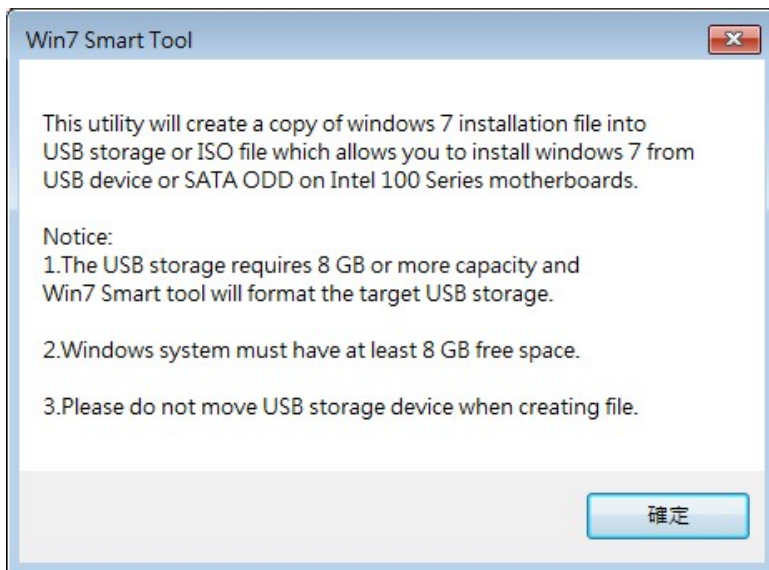 Win7 Smart Tool
This utility will create a copy of windows 7 installation file into
USB storage or ISO file which allows you to install windows 7 from
USB device or SATA ODD on Intel 100 Series motherboards.
Notice:
1.The USB storage requires 8 GB or more capacity and
Win7 Smart tool will format the target USB storage.
2.Windows system must have at least 8 GB free space.
3.Please do not move USB storage device when creating file.
確定